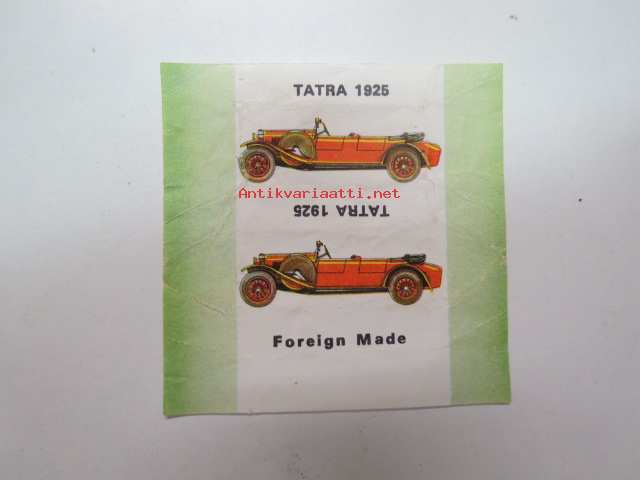 TATRA 1925
Antikvariaatti.net
TATRA 1925
Foreign Made